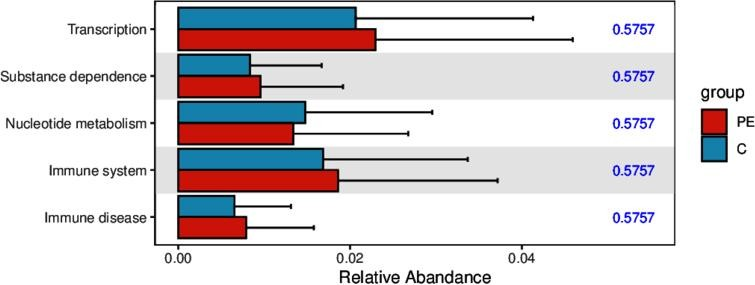 Transcription 0.5757
Substance dependence 0.5757
Nucleotide metabolism 0.5757
Immune system 0.5757
Immune disease 0.5757
group
PE
C
0.00 0.02 0.04
Relative Abandance